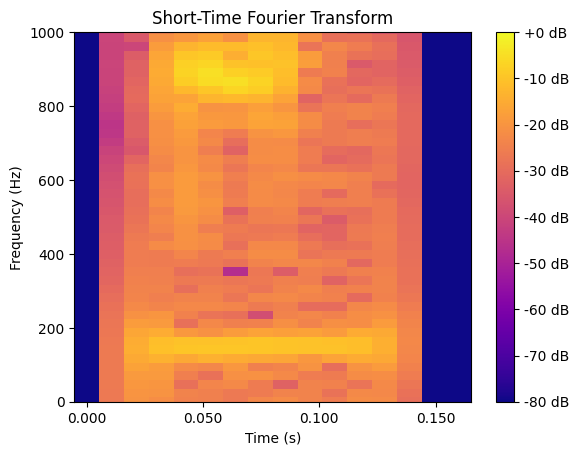 Short-Time Fourier Transform
1000
800
600
400
200
0
Frequency (Hz)
0.000
0.050
0.100
0.150
Time (s)
+0 dB
-10 dB
-20 dB
-30 dB
-40 dB
-50 dB
-60 dB
-70 dB
-80 dB